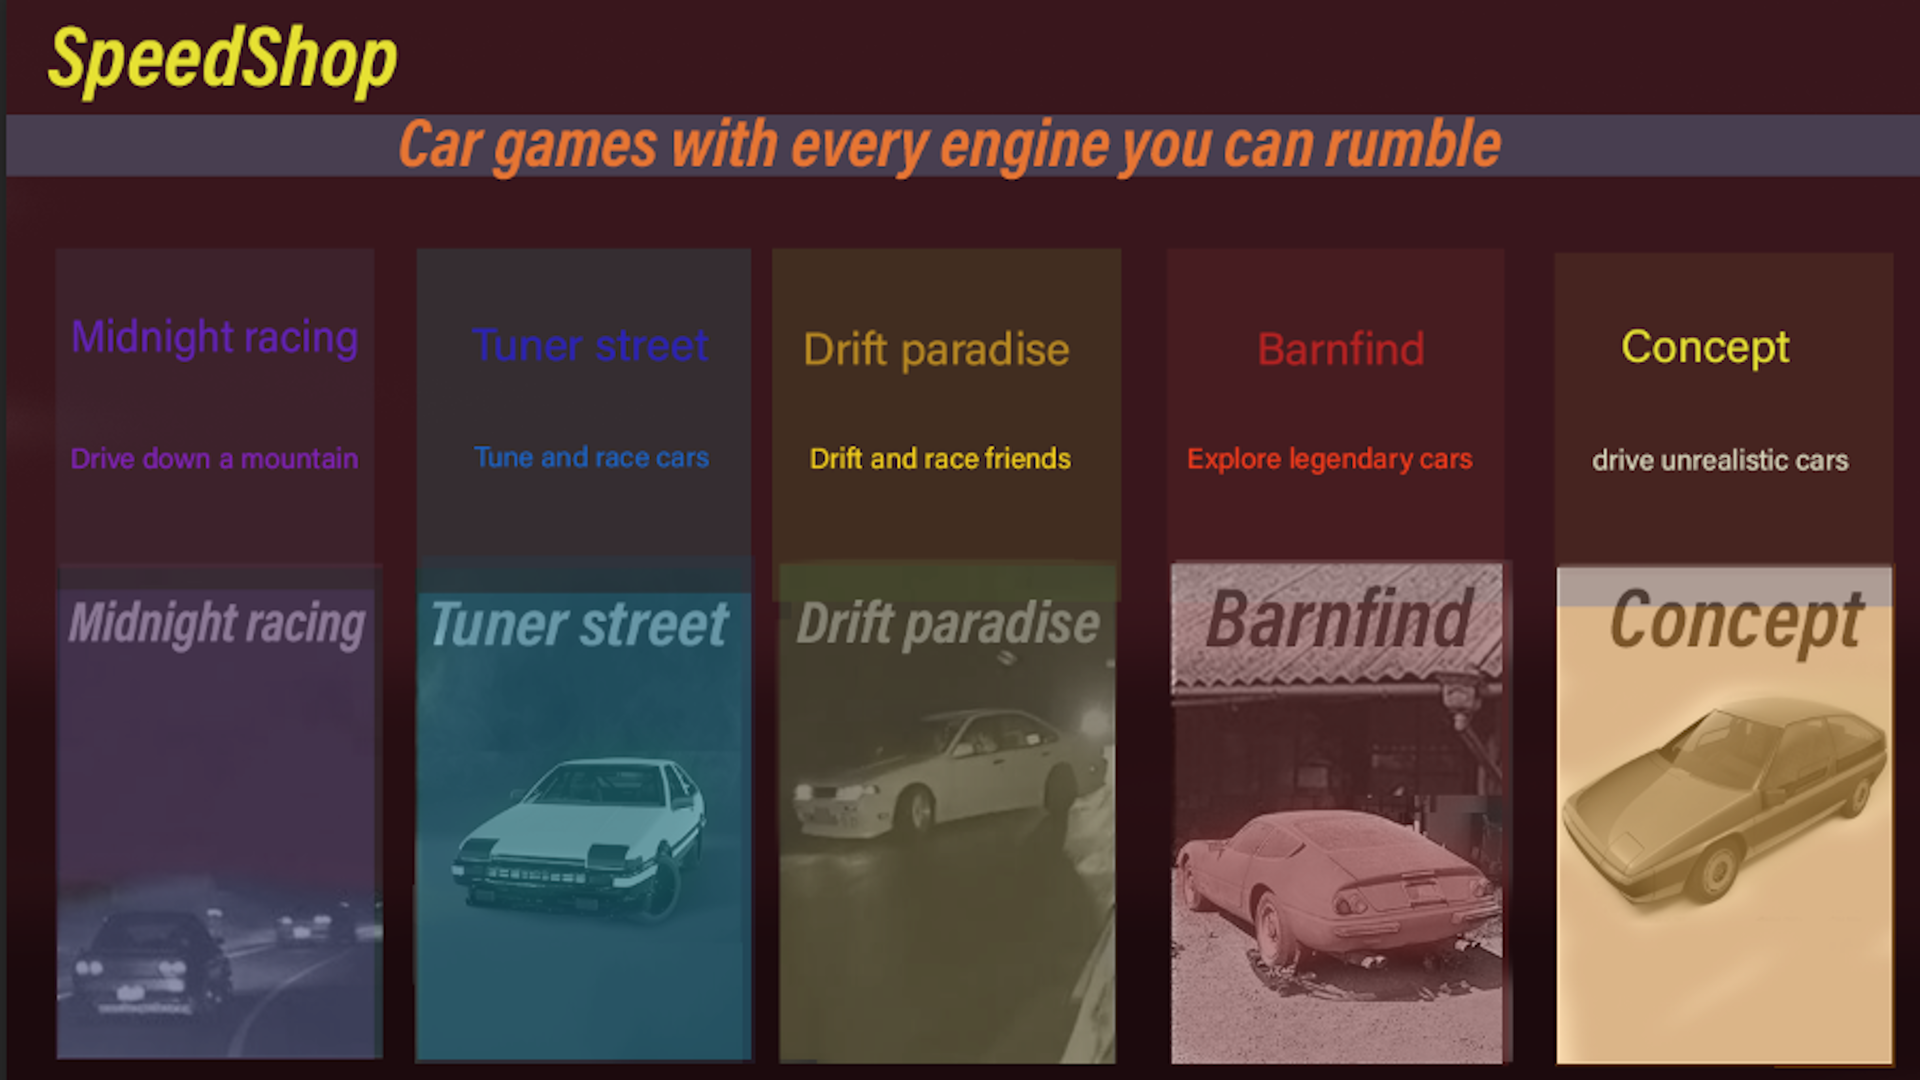 SpeedShop
Car games with every engine you can rumble
Midnight racing
Drive down a mountain
Midnight racing
Tuner street
Tune and race cars
Tuner street
Drift paradise
Drift and race friends
Drift paradise
Barnfind
Explore legendary cars
Barnfind
Concept
drive unrealistic cars
Concept